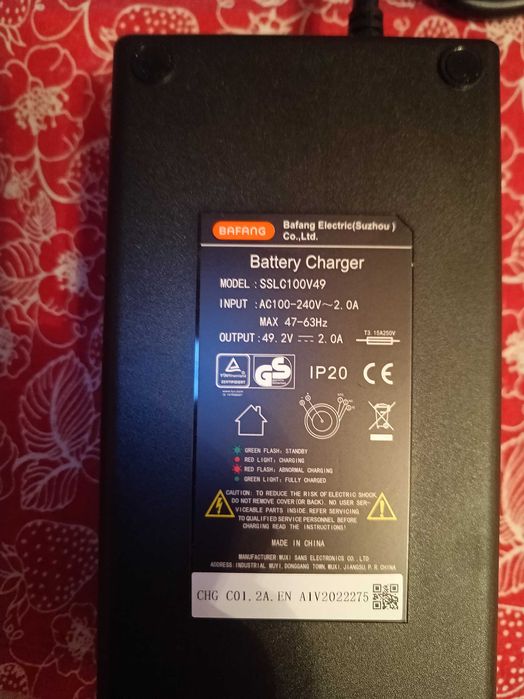 BAFANG
Bafang Electric(Suzhou )
Co.,Ltd.
Battery Charger
MODEL :SSLC100V49
INPUT :AC100-240V~2.0A
MAX 47-63Hz
OUTPUT:49.2V⎓2.0A
T3.15A250V
TÜVRheinland
ZERTIFIZIERT
GS
IP20
CE
GREEN FLASH: STANDBY
RED LIGHT: CHARGING
RED FLASH: ABNORMAL CHARGING
GREEN LIGHT: FULLY CHARGED
CAUTION: TO REDUCE THE RISK OF ELECTRIC SHOCK,
DO NOT REMOVE COVER(OR BACK). NO USER SER-
VICEABLE PARTS INSIDE. REFER SERVICING
TO QUALIFIED SERVICE PERSONNEL BEFORE
CHARGING READ THE INSTRUCTIONS!
MADE IN CHINA
MANUFACTURER:WUXI SANS ELECTRONICS CO.,LTD
ADDRESS: INDUSTRIAL WUYI, DONGGANG TOWN, WUXI, JIANGSU, P. R. CHINA
CHG C01.2A.EN A1V2022275